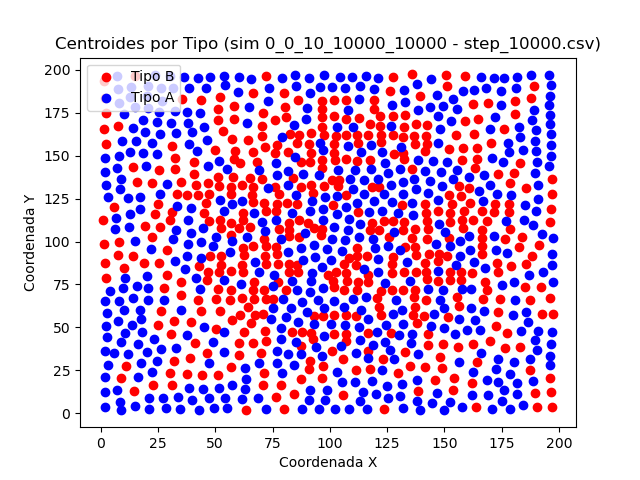 Centroides por Tipo (sim 0_0_10_10000_10000 - step_10000.csv)
Tipo B
Tipo A
Coordenada Y
200
175
150
125
100
75
50
25
0
0 25 50 75 100 125 150 175 200
Coordenada X